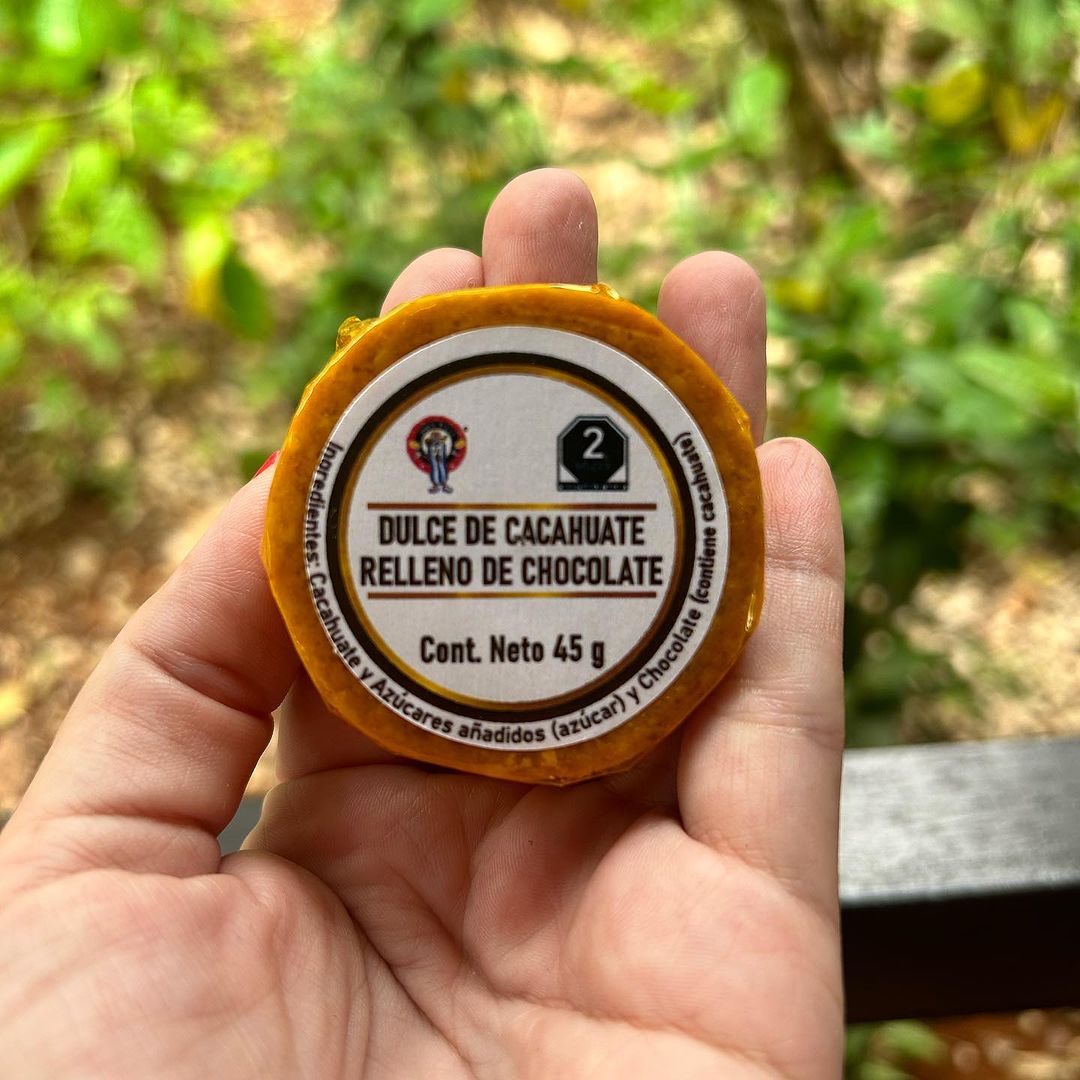 2
DULCE DE CACAHUATE
RELLENO DE CHOCOLATE
Cont. Neto 45 g
Ingredientes: Cacahuate y Azúcares añadidos (azúcar) y Chocolate (contiene cacahuate)